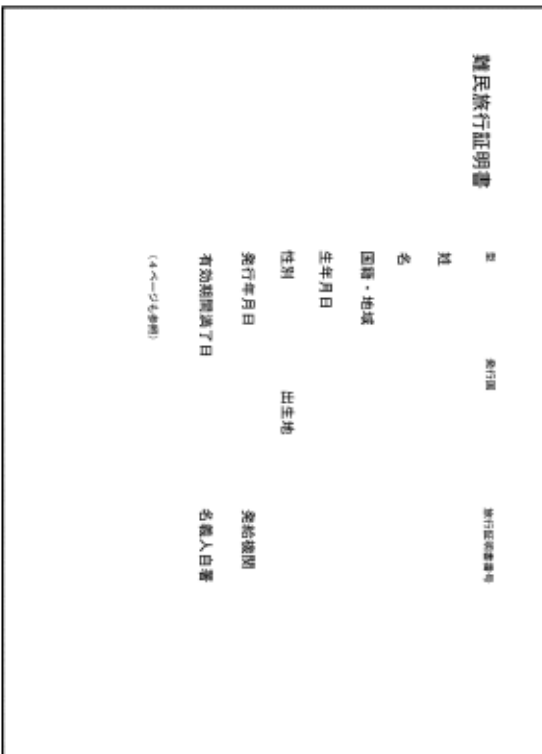 難民旅行証明書
型 発行国 旅行証明書番号
姓
名
国籍・地域
生年月日
性別 出生地
発行年月日 発給機関
有効期間満了日 名義人自署
(4ページも参照)